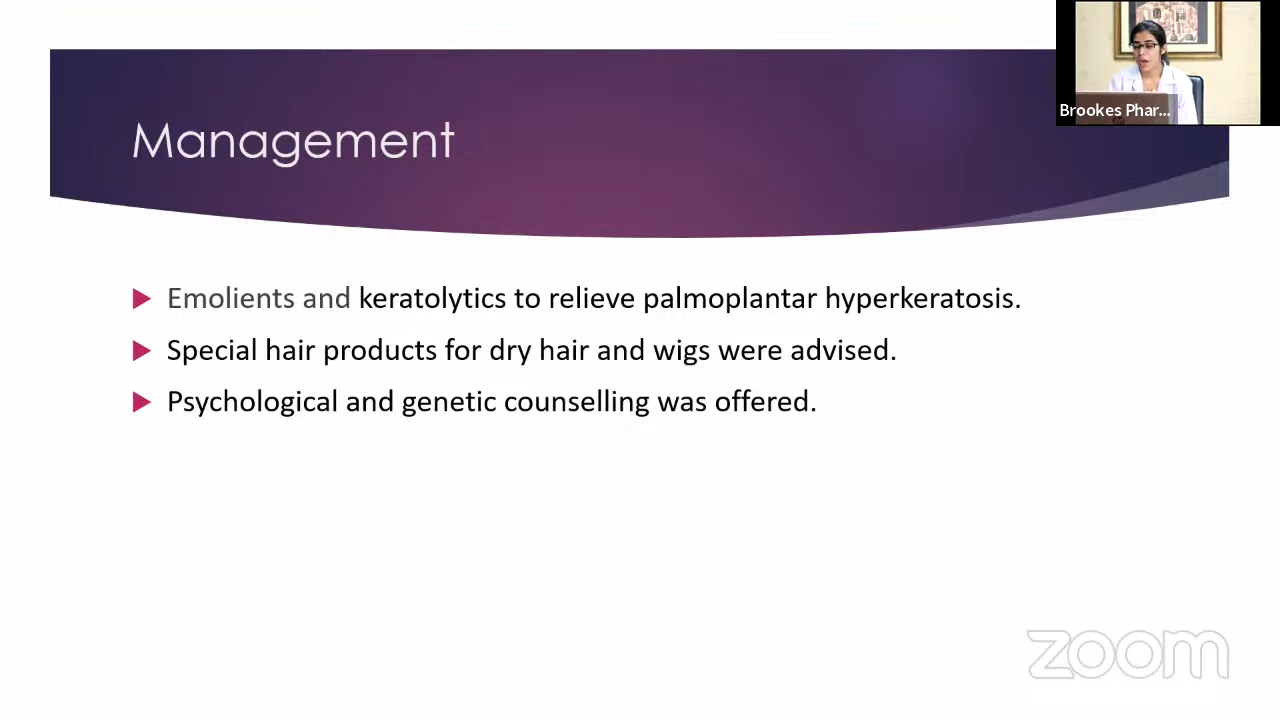 Brookes Phar...
Management
Emolients and keratolytics to relieve palmoplantar hyperkeratosis.
Special hair products for dry hair and wigs were advised.
Psychological and genetic counselling was offered.
zoom